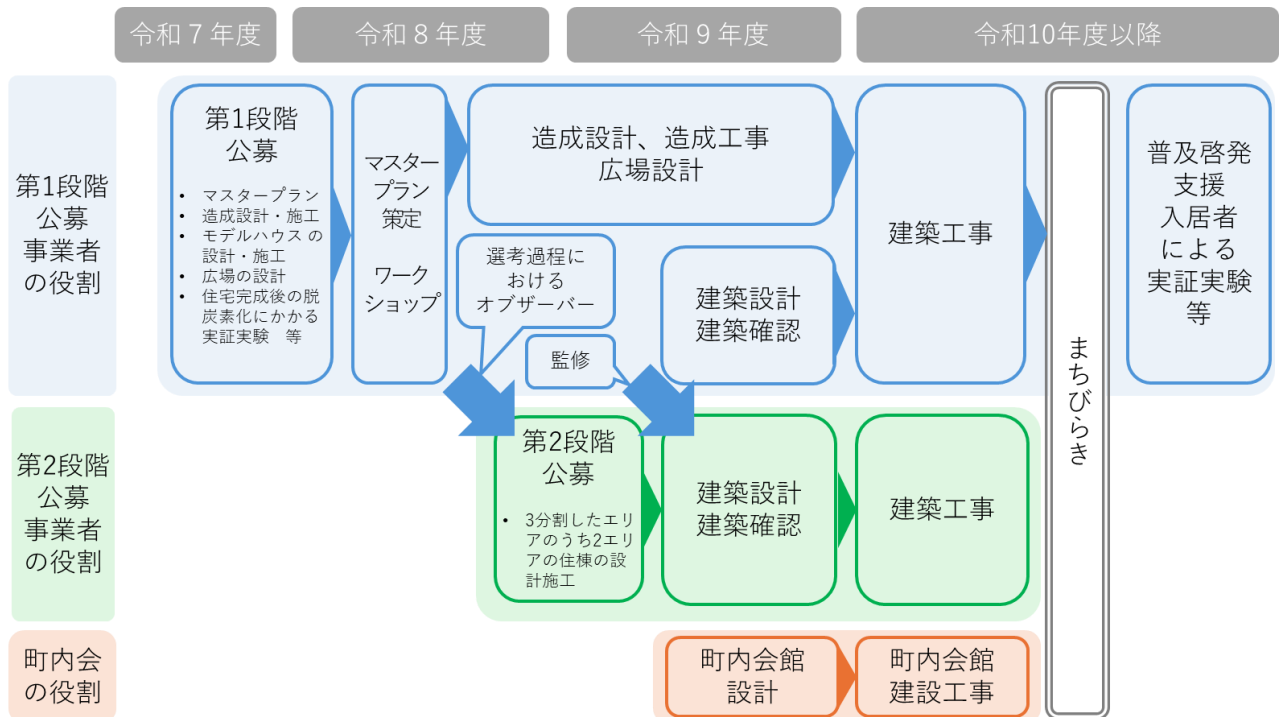 令和７年度
令和８年度
令和９年度
令和10年度以降
第1段階
公募
事業者
の役割
第1段階
公募
• マスタープラン
• 造成設計・施工
• モデルハウス の
設計・施工
• 広場の設計
• 住宅完成後の脱
炭素化にかかる
実証実験　等
マスター
プラン
策定
ワーク
ショップ
造成設計、造成工事
広場設計
選考過程に
おける
オブザーバー
監修
建築設計
建築確認
建築工事
まちびらき
普及啓発
支援
入居者
による
実証実験
等
第2段階
公募
事業者
の役割
第2段階
公募
• 3分割したエリ
アのうち2エリ
アの住棟の設
計施工
建築設計
建築確認
建築工事
町内会
の役割
町内会館
設計
町内会館
建設工事